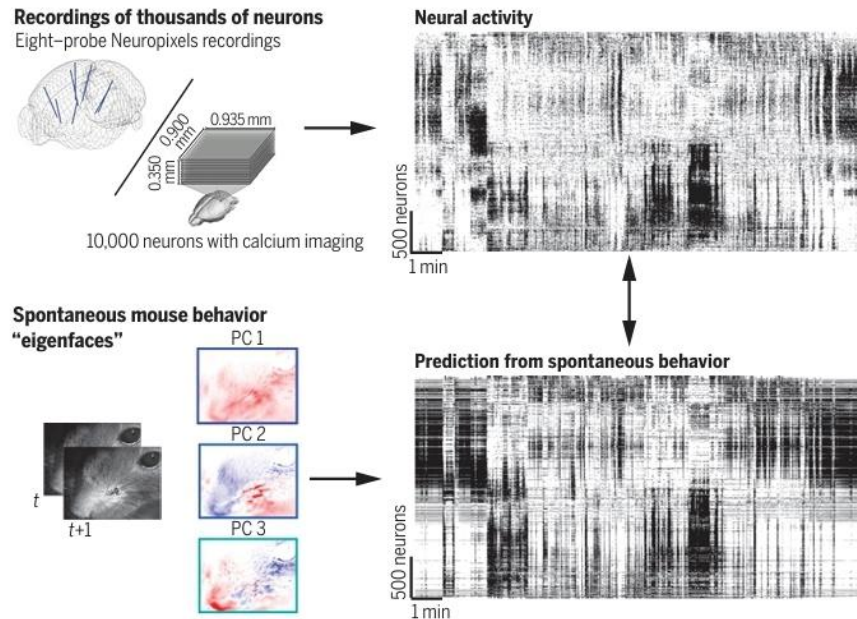 Recordings of thousands of neurons
Eight–probe Neuropixels recordings
0.935 mm
0.900
mm
0.350
mm
10,000 neurons with calcium imaging
Neural activity
500 neurons
1 min
Spontaneous mouse behavior
“eigenfaces”
PC 1
PC 2
PC 3
t
t+1
Prediction from spontaneous behavior
500 neurons
1 min